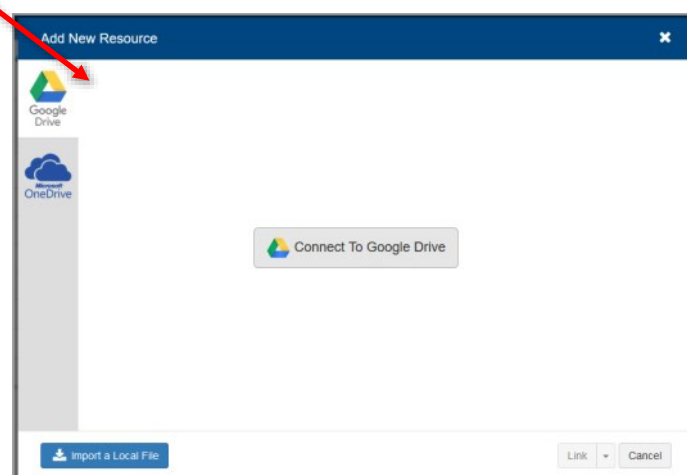 Add New Resource
Google
Drive
Microsoft
OneDrive
Connect To Google Drive
Import a Local File
Link
Cancel